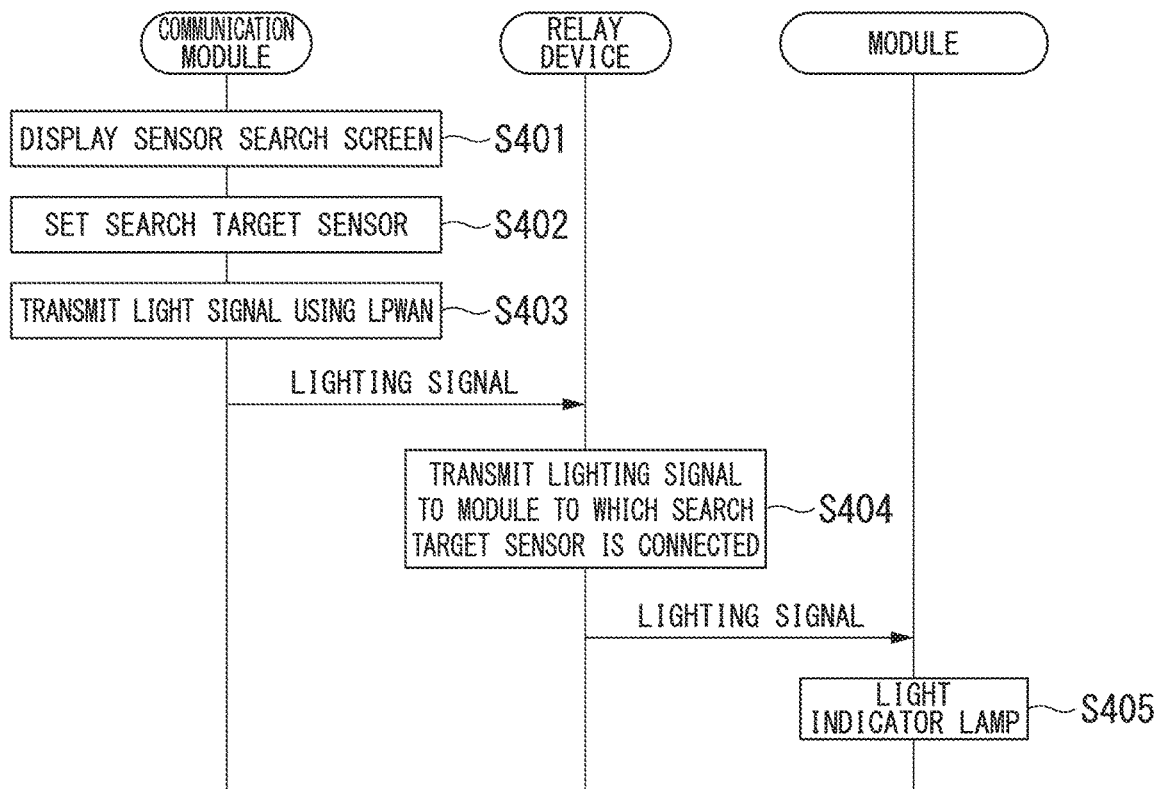 COMMUNICATION
MODULE
RELAY
DEVICE
MODULE
DISPLAY SENSOR SEARCH SCREEN
S401
SET SEARCH TARGET SENSOR
S402
TRANSMIT LIGHT SIGNAL USING LPWAN
S403
LIGHTING SIGNAL
TRANSMIT LIGHTING SIGNAL
TO MODULE TO WHICH SEARCH
TARGET SENSOR IS CONNECTED
S404
LIGHTING SIGNAL
LIGHT
INDICATOR LAMP
S405